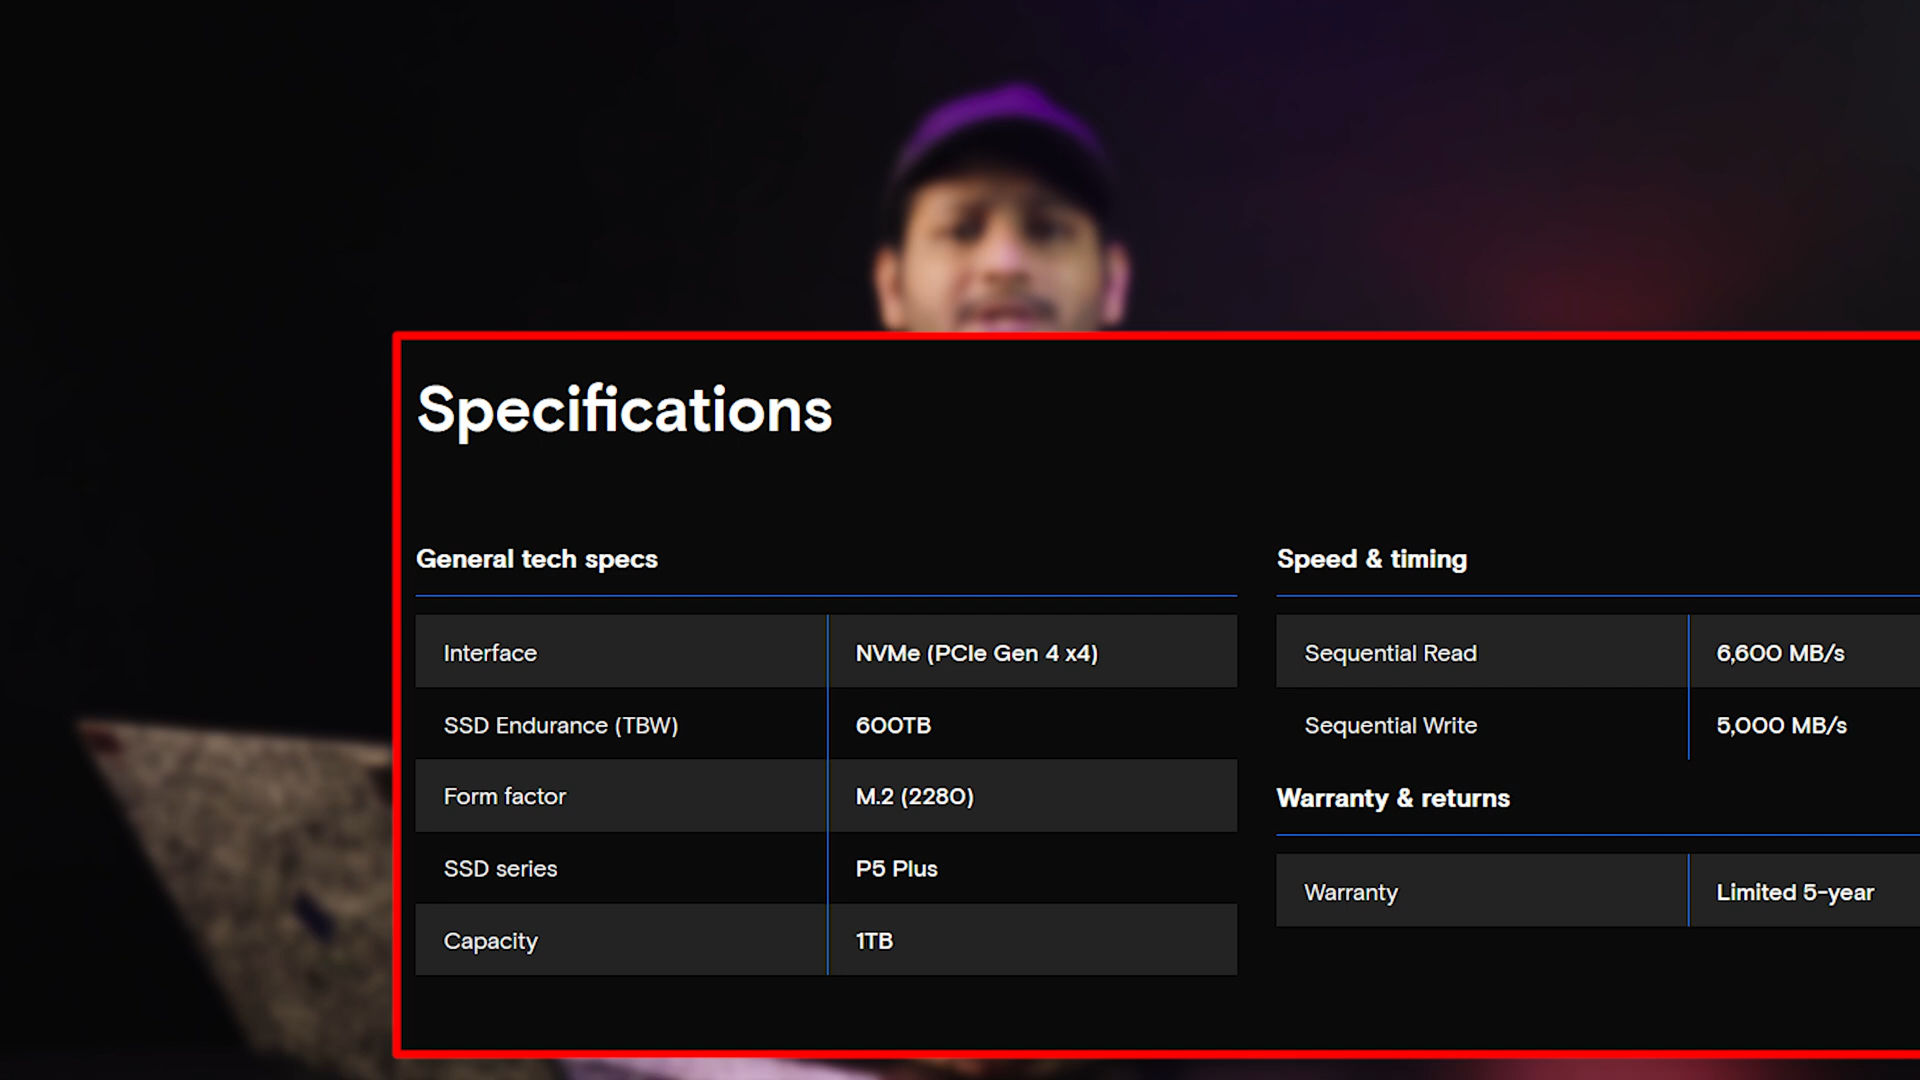 Specifications
General tech specs
Interface NVMe (PCIe Gen 4 x4)
SSD Endurance (TBW) 600TB
Form factor M.2 (2280)
SSD series P5 Plus
Capacity 1TB
Speed & timing
Sequential Read 6,600 MB/s
Sequential Write 5,000 MB/s
Warranty & returns
Warranty Limited 5-year